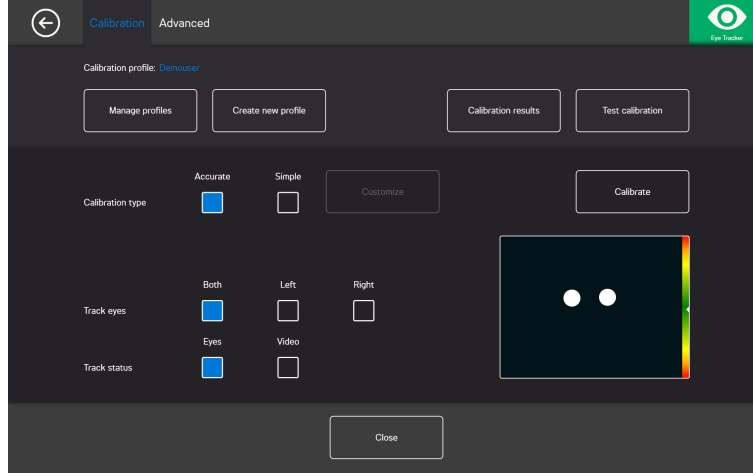 Calibration Advanced
Eye Tracker
Calibration profile: Demouser
Manage profiles Create new profile Calibration results Test calibration
Accurate Simple
Calibration type Customize Calibrate
Both Left Right
Track eyes
Eyes Video
Track status
Close